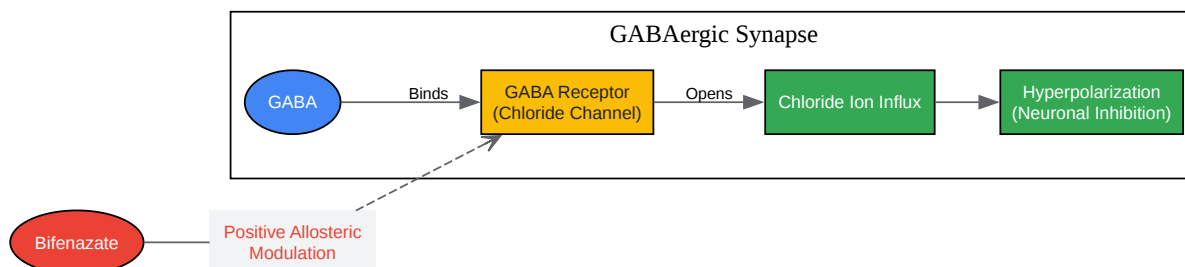 GABAergic Synapse
GABA
Binds
GABA Receptor
(Chloride Channel)
Opens
Chloride Ion Influx
Hyperpolarization
(Neuronal Inhibition)
Bifenazate
Positive Allosteric
Modulation